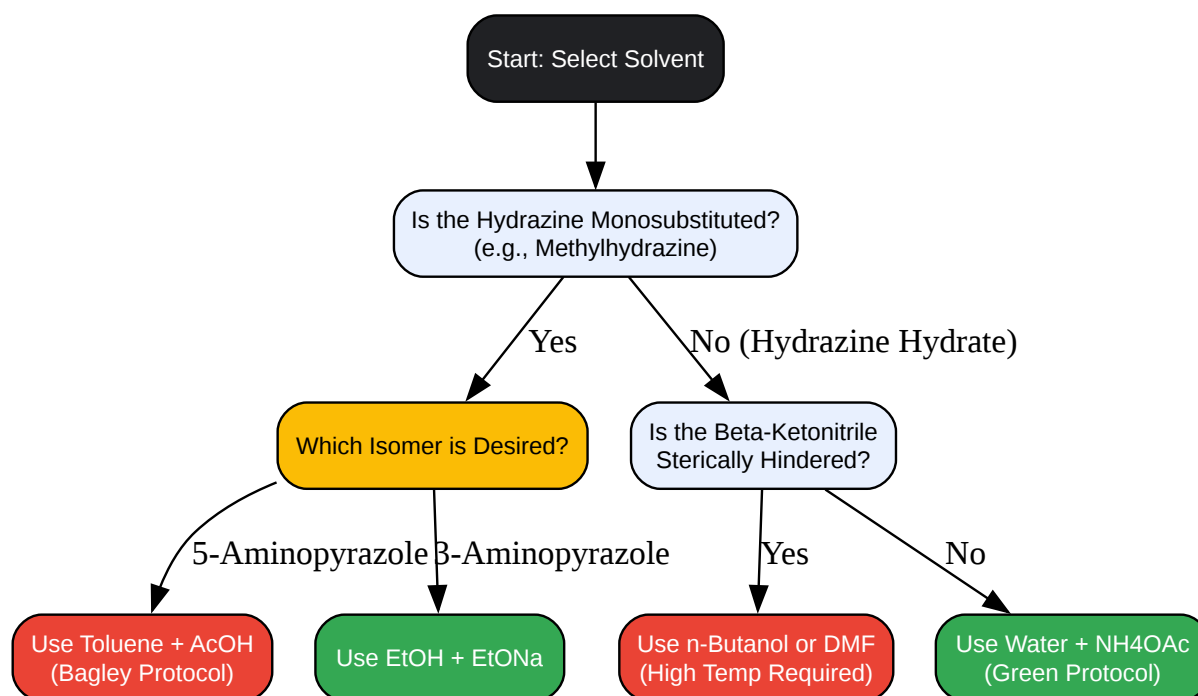 Start: Select Solvent
Is the Hydrazine Monosubstituted?
(e.g., Methylhydrazine)
Yes
No (Hydrazine Hydrate)
Which Isomer is Desired?
Is the Beta-Ketonitrile
Sterically Hindered?
5-Aminopyrazole
3-Aminopyrazole
Yes
No
Use Toluene + AcOH
(Bagley Protocol)
Use EtOH + EtONa
Use n-Butanol or DMF
(High Temp Required)
Use Water + NH4OAc
(Green Protocol)